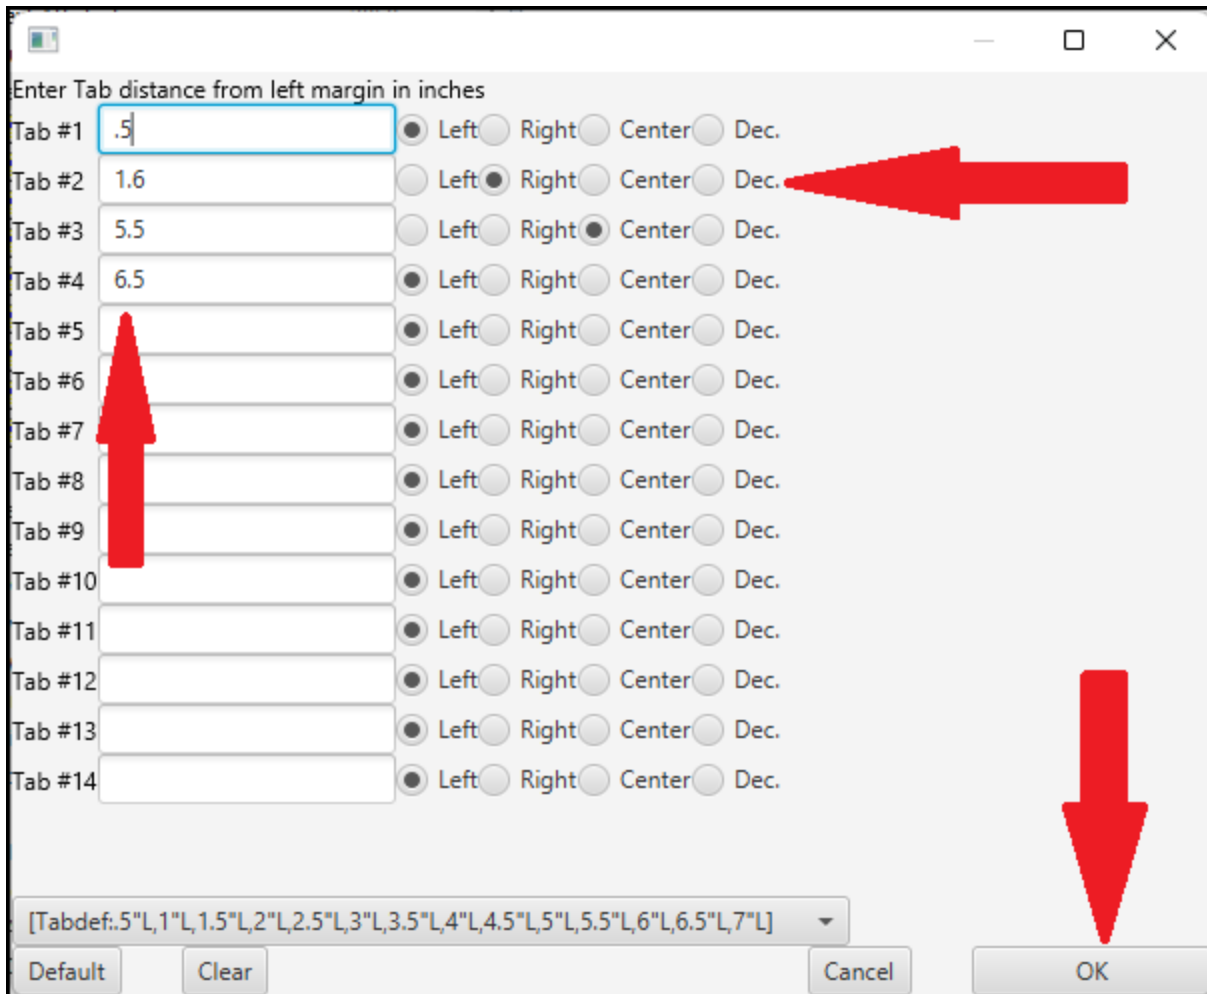 Enter Tab distance from left margin in inches
Tab #1 .5 Left Right Center Dec.
Tab #2 1.6 Left Right Center Dec.
Tab #3 5.5 Left Right Center Dec.
Tab #4 6.5 Left Right Center Dec.
Tab #5 Left Right Center Dec.
Tab #6 Left Right Center Dec.
Tab #7 Left Right Center Dec.
Tab #8 Left Right Center Dec.
Tab #9 Left Right Center Dec.
Tab #10 Left Right Center Dec.
Tab #11 Left Right Center Dec.
Tab #12 Left Right Center Dec.
Tab #13 Left Right Center Dec.
Tab #14 Left Right Center Dec.
[Tabdef:.5"L,1"L,1.5"L,2"L,2.5"L,3"L,3.5"L,4"L,4.5"L,5"L,5.5"L,6"L,6.5"L,7"L]
Default Clear Cancel OK